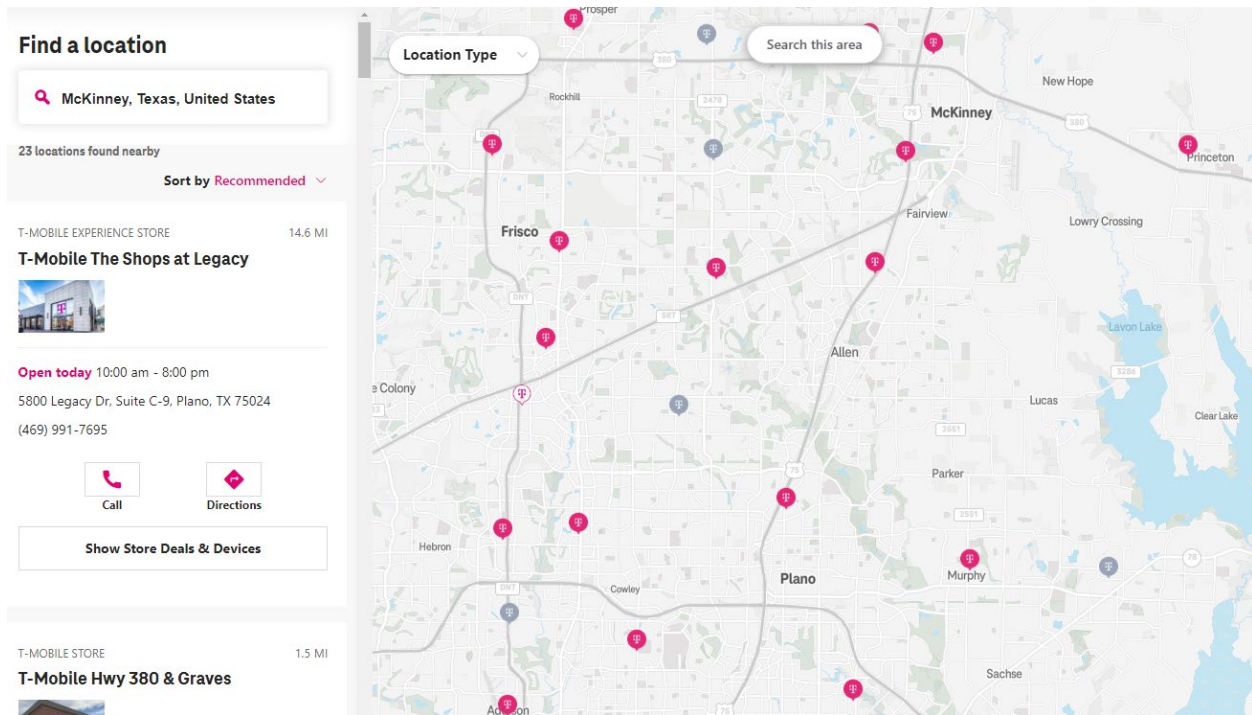 Find a location
McKinney, Texas, United States
23 locations found nearby
Sort by Recommended
T-MOBILE EXPERIENCE STORE 14.6 MI
T-Mobile The Shops at Legacy
Open today 10:00 am - 8:00 pm
5800 Legacy Dr, Suite C-9, Plano, TX 75024
(469) 991-7695
Call Directions
Show Store Deals & Devices
T-MOBILE STORE 1.5 MI
T-Mobile Hwy 380 & Graves
Prosper
Location Type
Search this area
380
New Hope
Rockhill
2478
75
McKinney
380
Princeton
Fairview
Lowry Crossing
Frisco
DNT
SRT
Lavon Lake
Allen
3286
e Colony
Lucas
Clear Lake
2551
75
Parker
2551
Hebron
78
Plano
Murphy
DNT
Cowley
Sachse
75